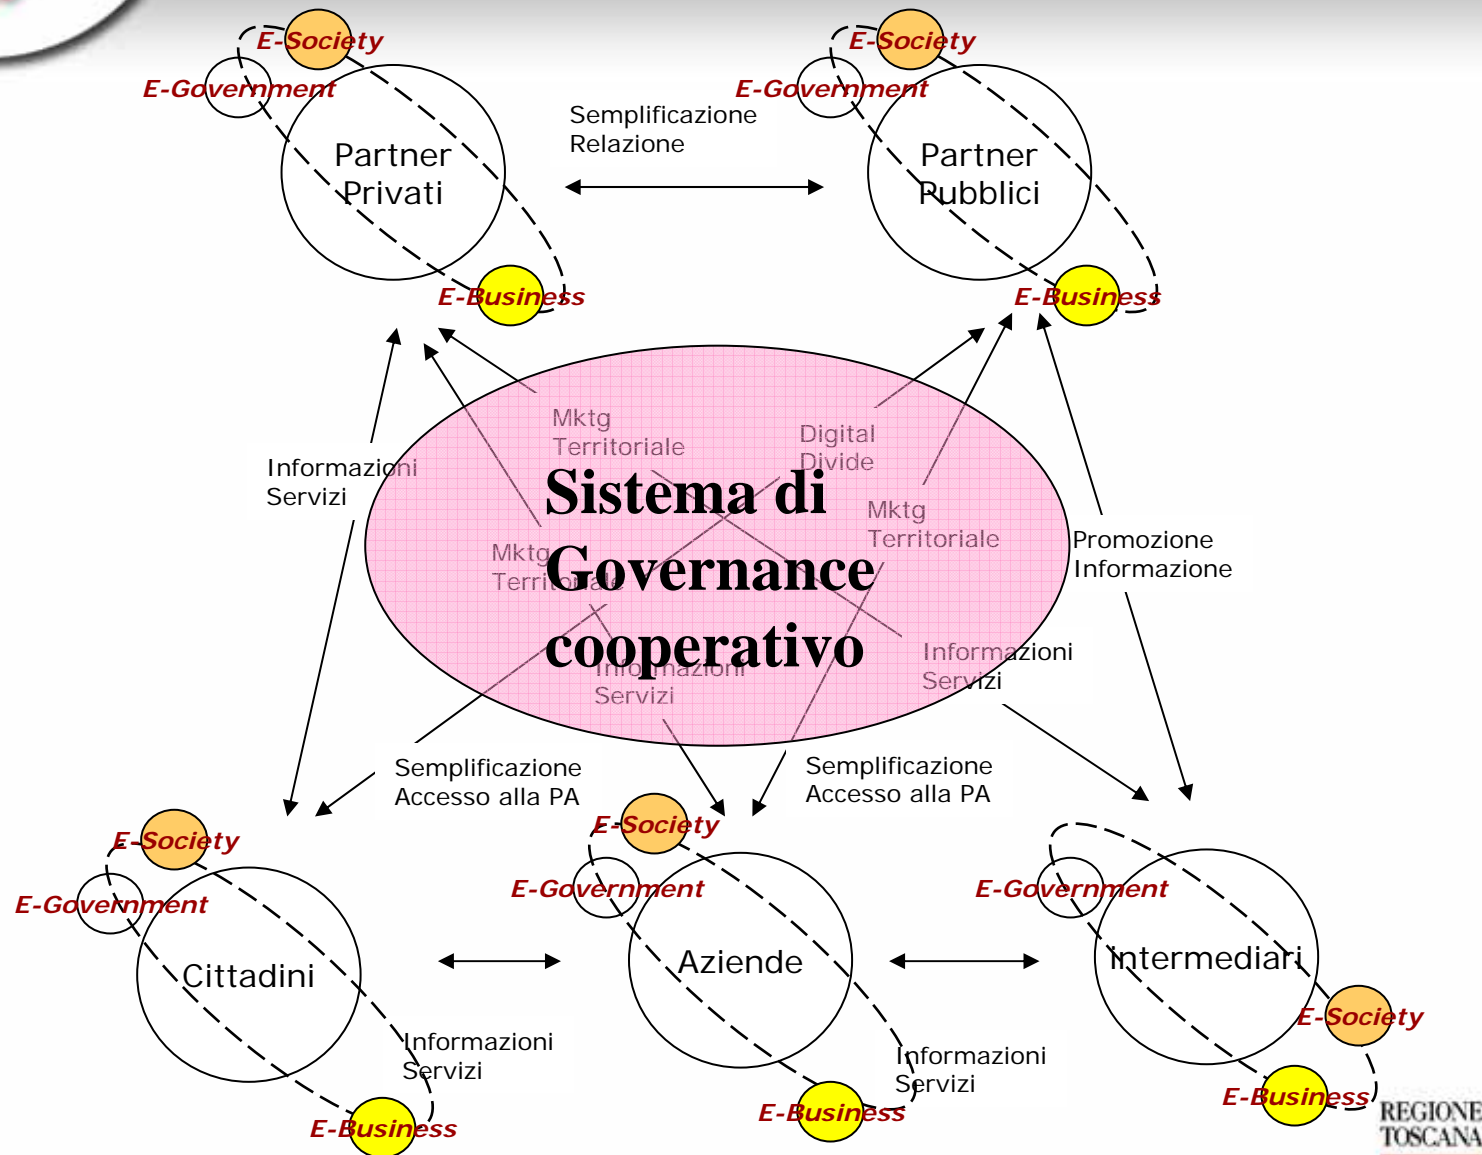 E-Society
E-Society
E-Government
E-Government
Semplificazione
Relazione
Partner
Privati
Partner
Pubblici
E-Business
E-Business
Mktg
Territoriale
Digital
Divide
Informazioni
Servizi
Sistema di
Governance
cooperativo
Mktg
Territoriale
Mktg
Territoriale
Promozione
Informazione
Informazioni
Servizi
Informazioni
Servizi
Semplificazione
Accesso alla PA
Semplificazione
Accesso alla PA
E-Society
E-Society
E-Government
E-Government
E-Government
Cittadini
Aziende
intermediari
E-Society
Informazioni
Servizi
Informazioni
Servizi
E-Business
E-Business
E-Business
REGIONE
TOSCANA